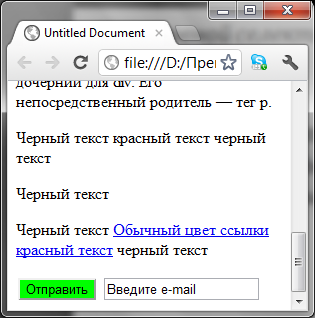 Untitled Document
file:///D:/Пре
дочерний для div. Его
непосредственный родитель — тег p.
Черный текст красный текст черный
текст
Черный текст
Черный текст Обычный цвет ссылки
красный текст черный текст
Отправить Введите e-mail